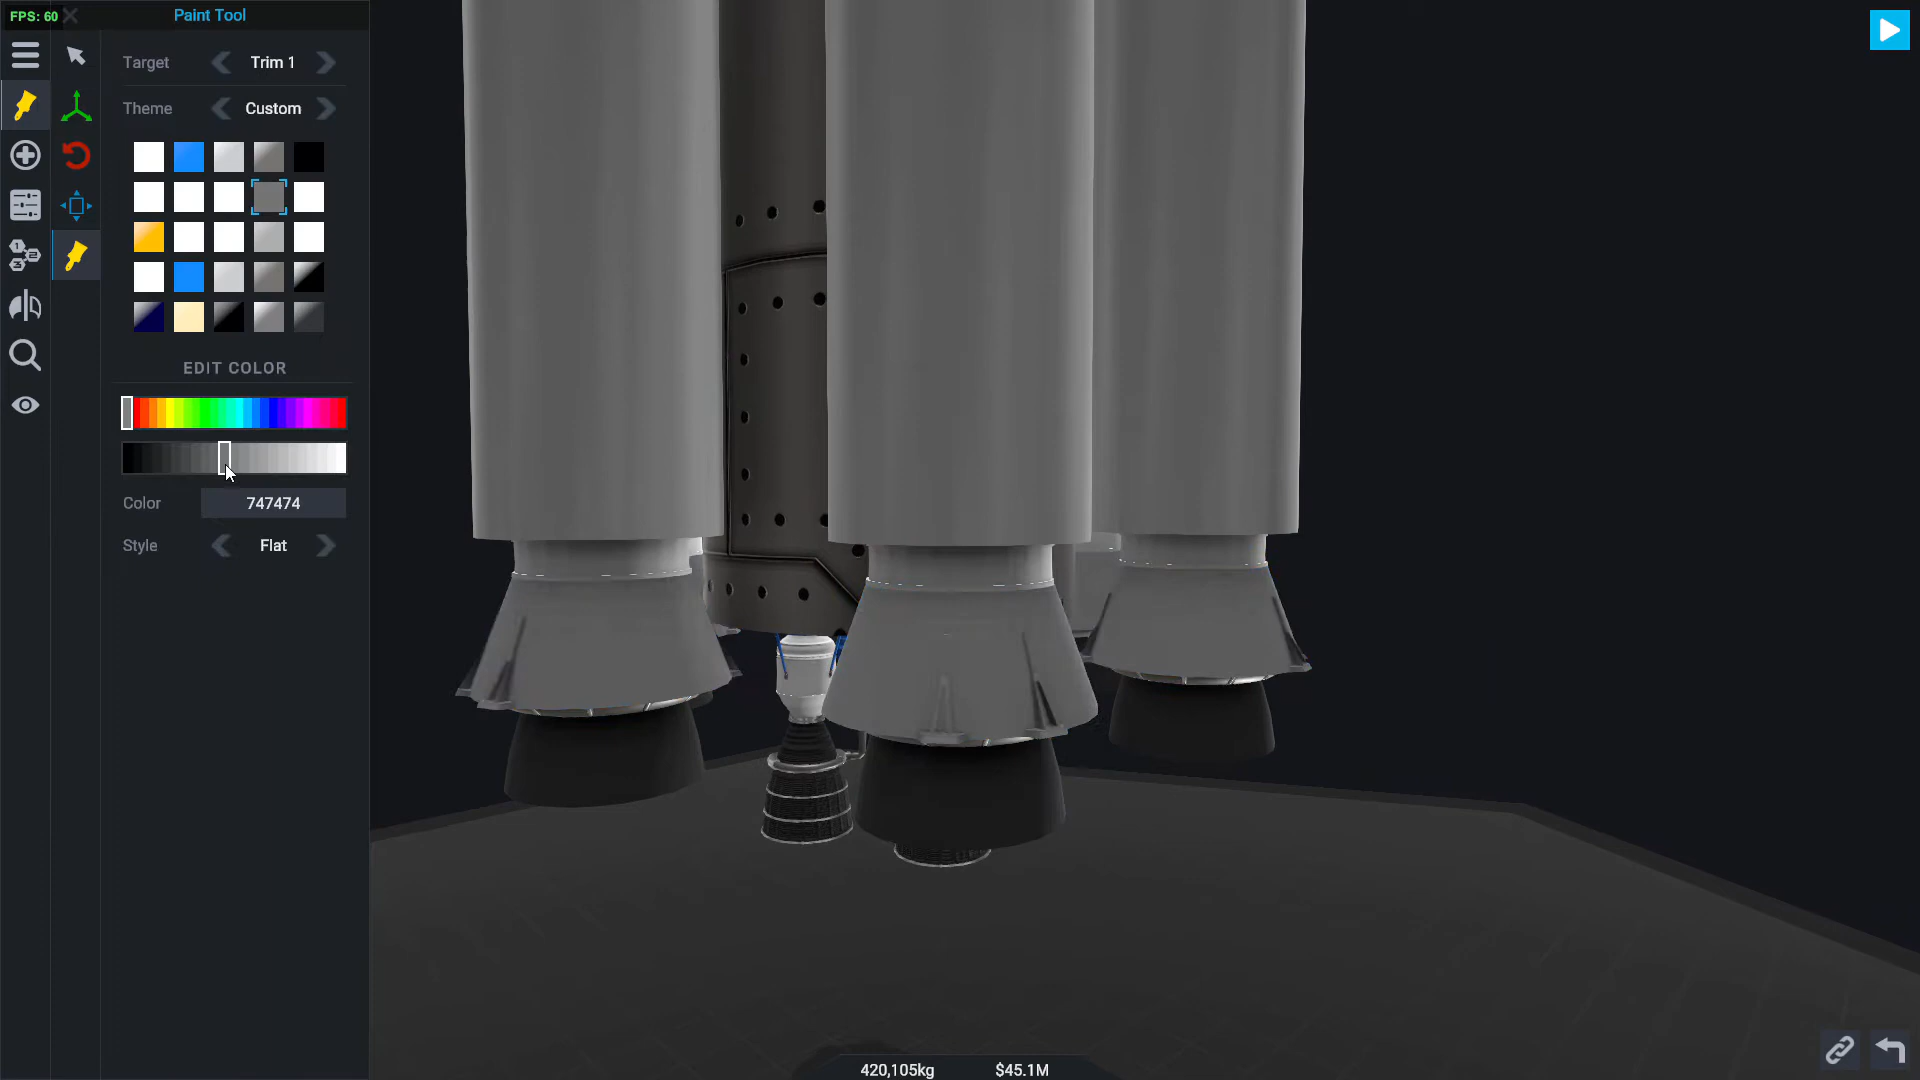 FPS: 60
Paint Tool
Target Trim 1
Theme Custom
EDIT COLOR
Color 747474
Style Flat
420,105kg $45.1M